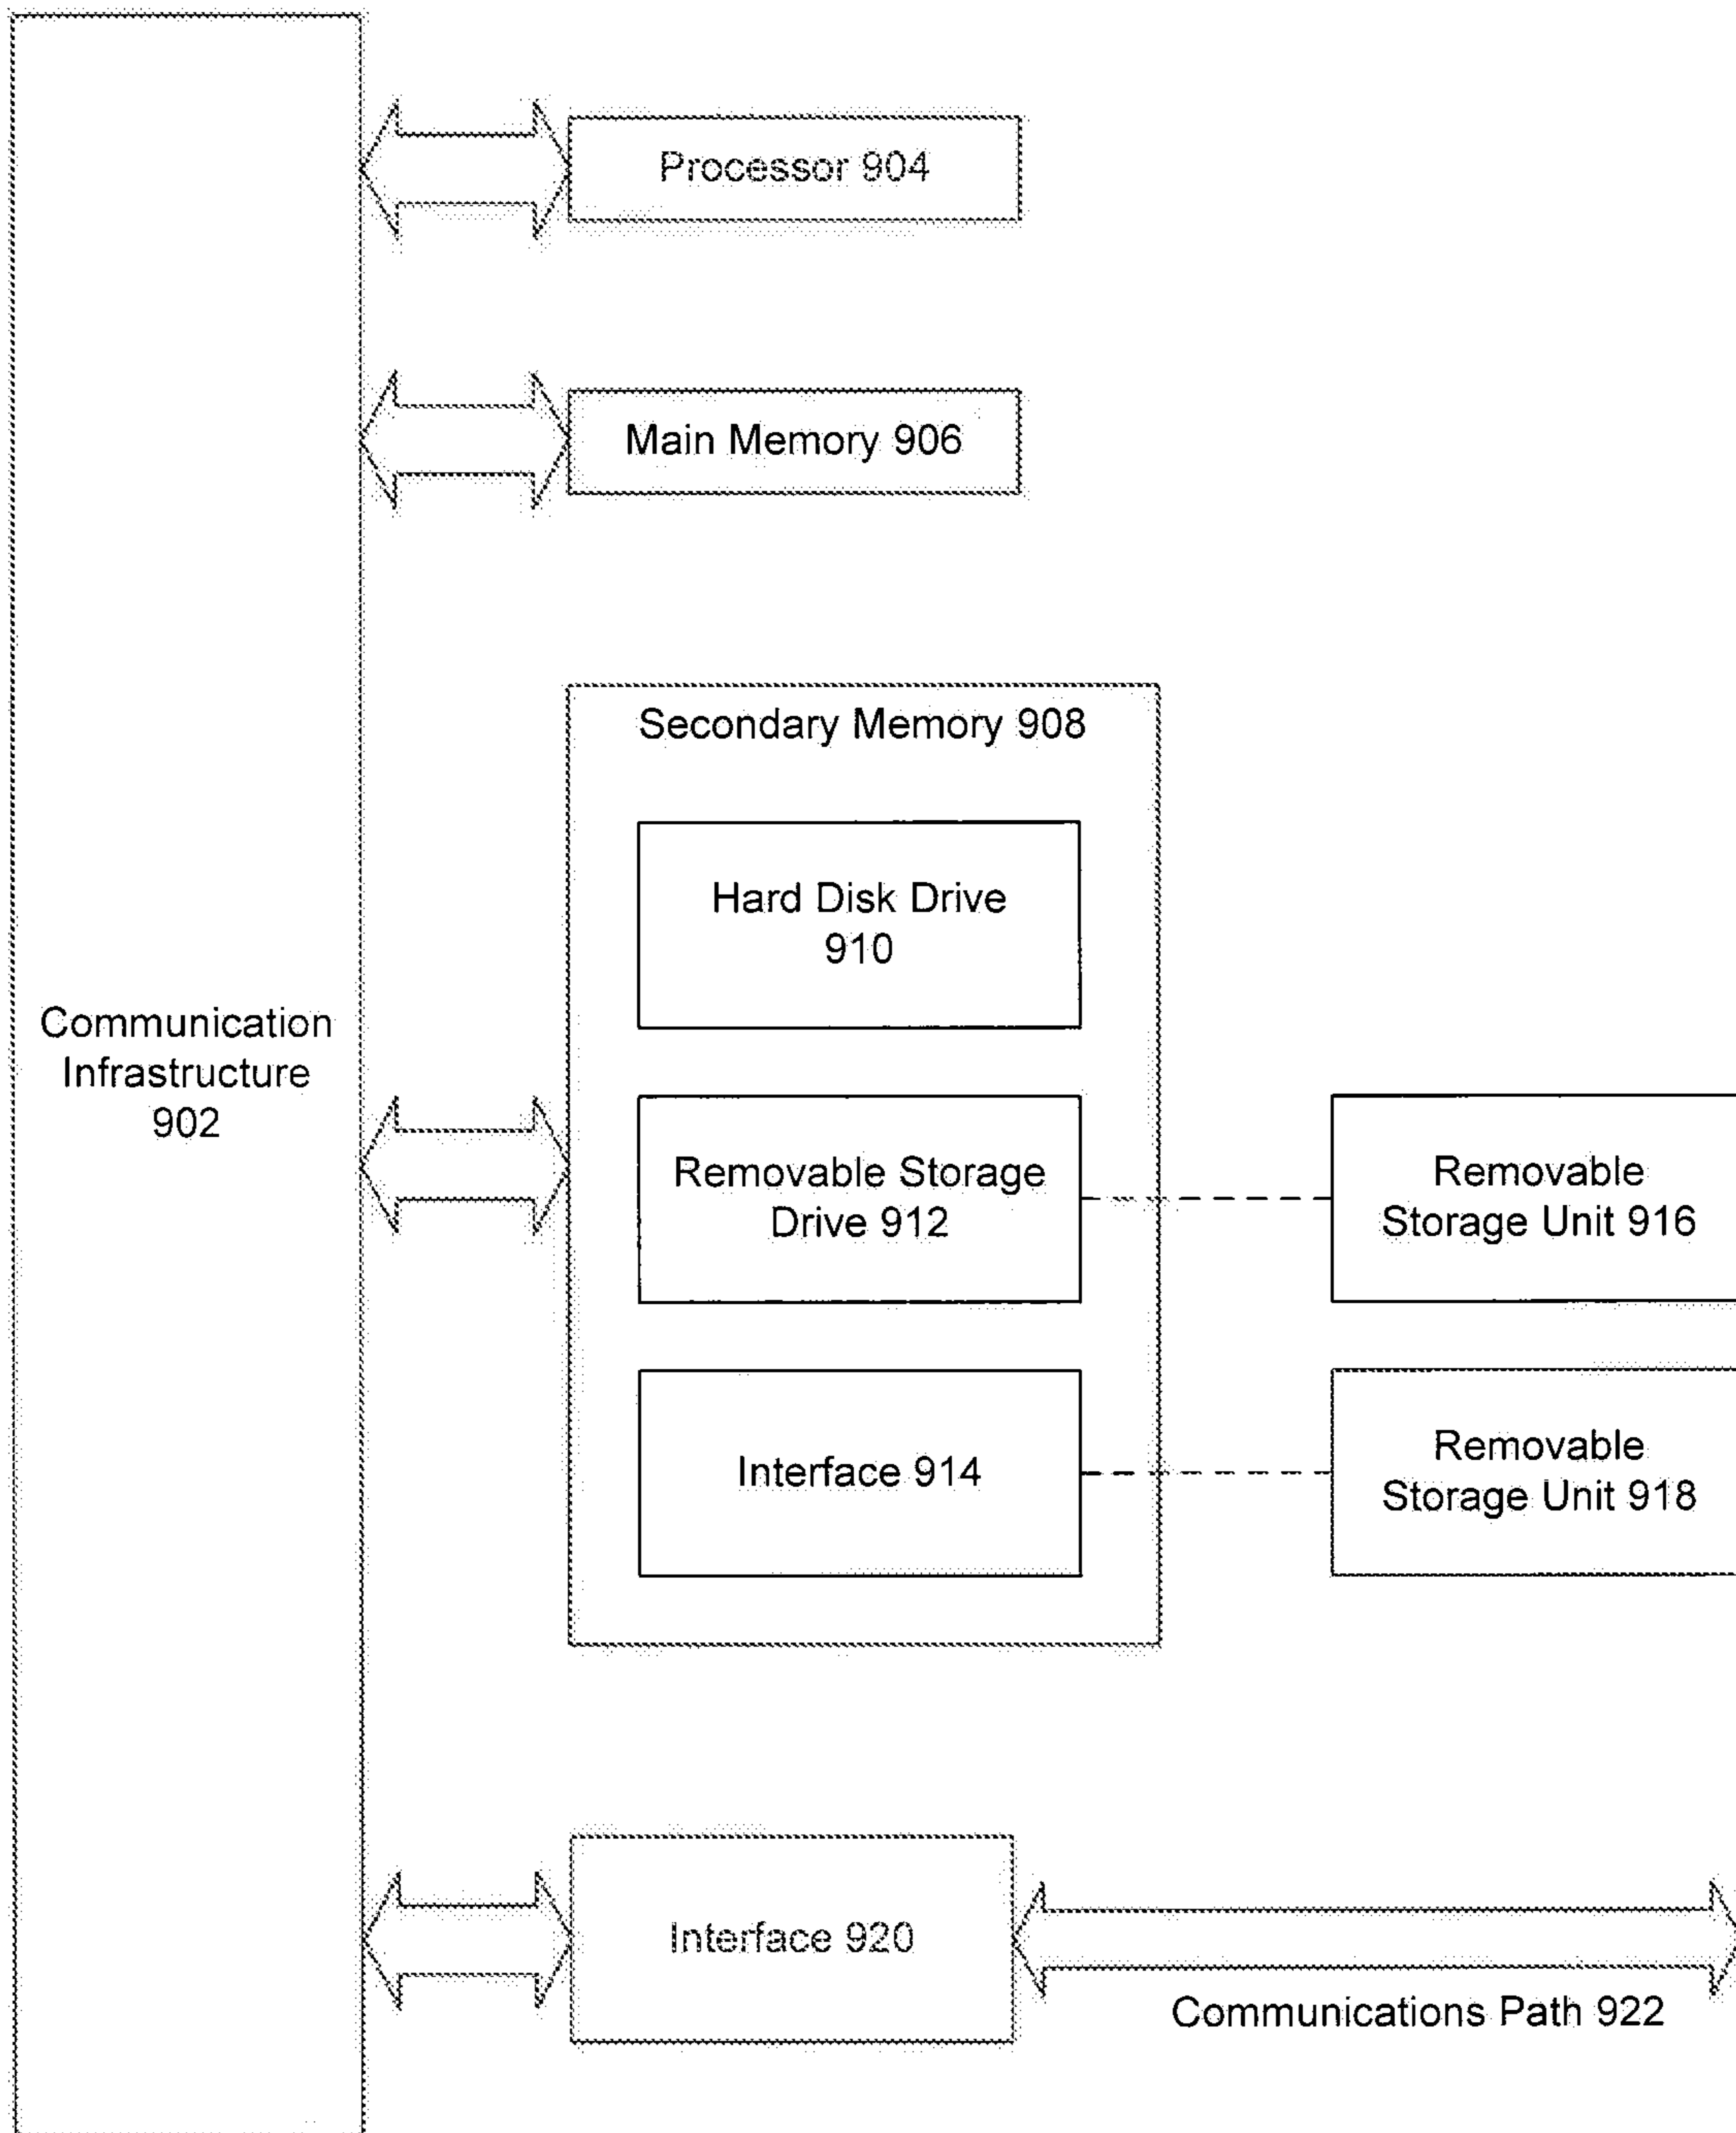 Processor 904
Main Memory 906
Secondary Memory 908
Hard Disk Drive
910
Communication
Infrastructure
902
Removable Storage
Drive 912
Removable
Storage Unit 916
Interface 914
Removable
Storage Unit 918
Interface 920
Communications Path 922